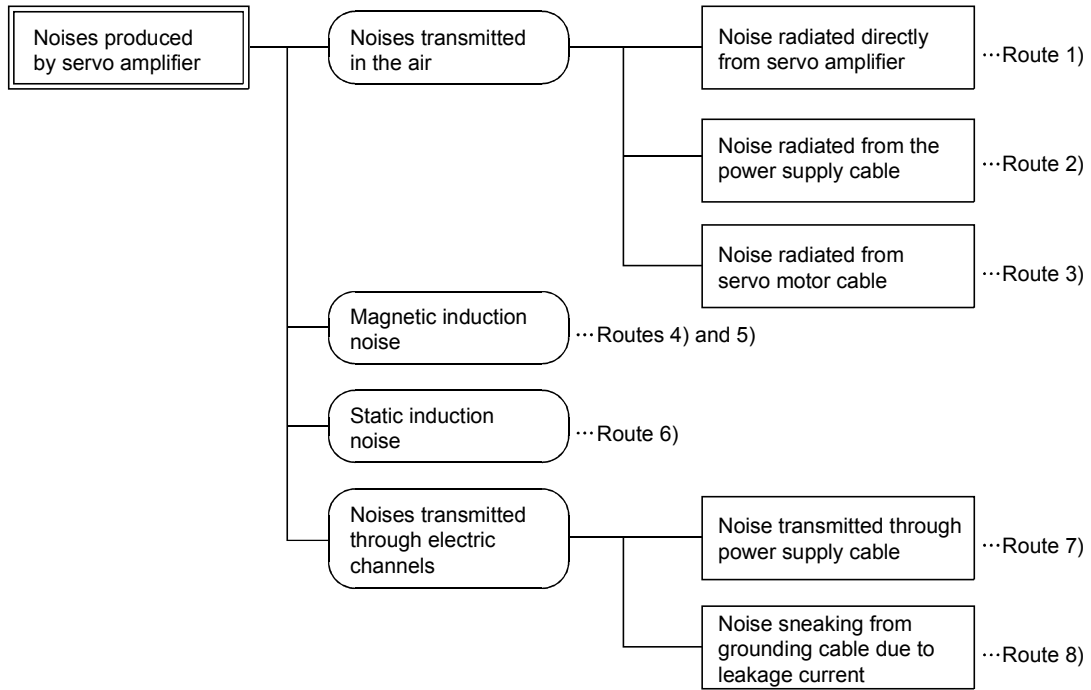 Noises produced
by servo amplifier
Noises transmitted
in the air
Noise radiated directly
from servo amplifier
…Route 1)
Noise radiated from the
power supply cable
…Route 2)
Noise radiated from
servo motor cable
…Route 3)
Magnetic induction
noise
…Routes 4) and 5)
Static induction
noise
…Route 6)
Noises transmitted
through electric
channels
Noise transmitted through
power supply cable
…Route 7)
Noise sneaking from
grounding cable due to
leakage current
…Route 8)